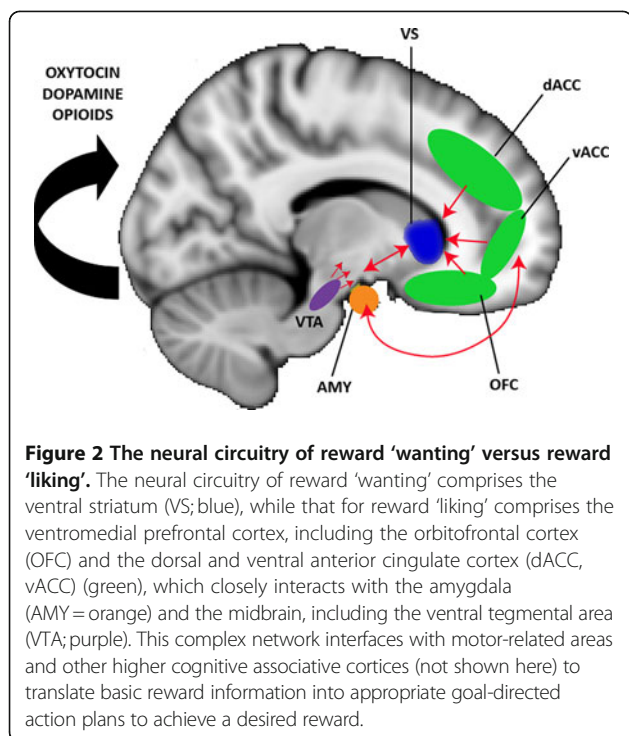 VS
OXYTOCIN
DOPAMINE
OPIOIDS
dACC
vACC
VTA
AMY
OFC
Figure 2 The neural circuitry of reward ‘wanting’ versus reward
‘liking’. The neural circuitry of reward ‘wanting’ comprises the
ventral striatum (VS; blue), while that for reward ‘liking’ comprises the
ventromedial prefrontal cortex, including the orbitofrontal cortex
(OFC) and the dorsal and ventral anterior cingulate cortex (dACC,
vACC) (green), which closely interacts with the amygdala
(AMY = orange) and the midbrain, including the ventral tegmental area
(VTA; purple). This complex network interfaces with motor-related areas
and other higher cognitive associative cortices (not shown here) to
translate basic reward information into appropriate goal-directed
action plans to achieve a desired reward.